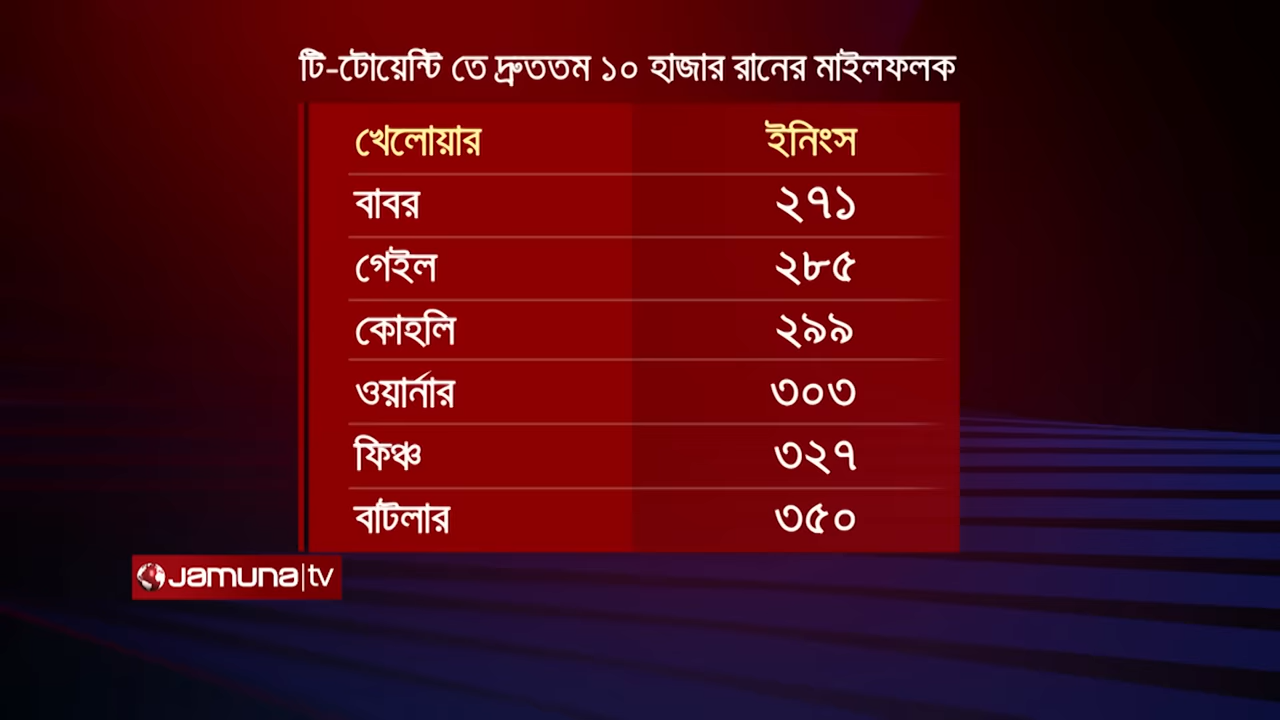 টি-টোয়েন্টি তে দ্রুততম ১০ হাজার রানের মাইলফলক
খেলোয়ার ইনিংস
বাবর ২৭১
গেইল ২৮৫
কোহলি ২৯৯
ওয়ার্নার ৩০৩
ফিঞ্চ ৩২৭
বাটলার ৩৫০
Jamuna|tv